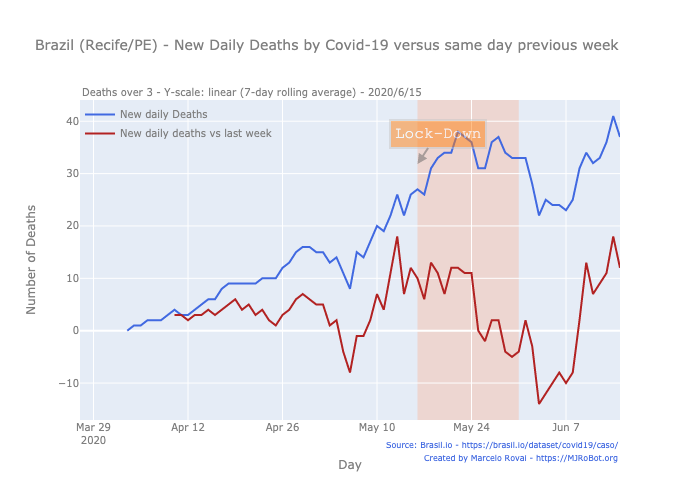 Brazil (Recife/PE) - New Daily Deaths by Covid-19 versus same day previous week
Deaths over 3 - Y-scale: linear (7-day rolling average) - 2020/6/15
New daily Deaths
New daily deaths vs last week
Lock-Down
Number of Deaths
40
30
20
10
0
−10
Mar 29
2020
Apr 12
Apr 26
May 10
May 24
Jun 7
Day
Source: Brasil.io - https://brasil.io/dataset/covid19/caso/
Created by Marcelo Rovai - https://MJRoBot.org